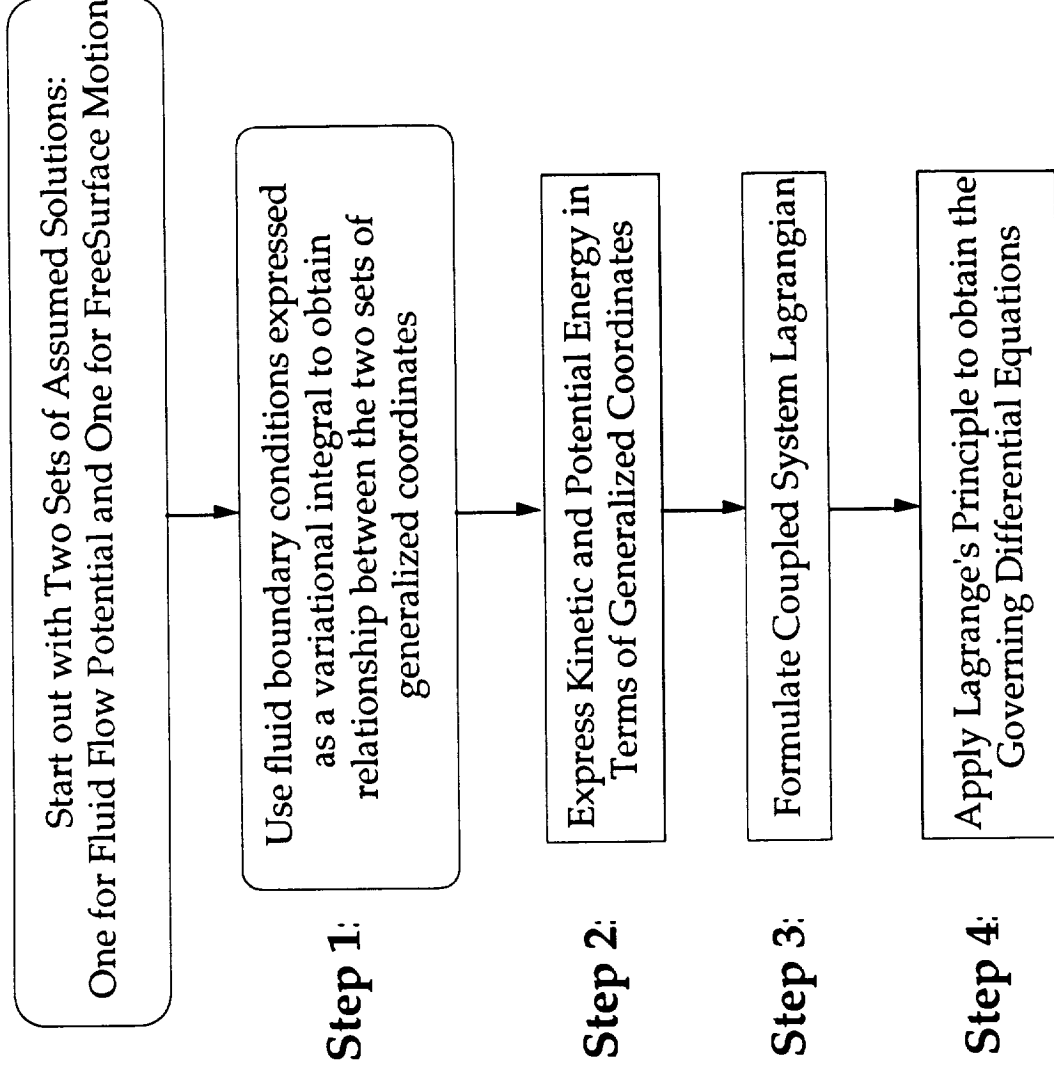 Start out with Two Sets of Assumed Solutions:
One for Fluid Flow Potential and One for FreeSurface Motion
Step 1:
Use fluid boundary conditions expressed
as a variational integral to obtain
relationship between the two sets of
generalized coordinates
Step 2:
Express Kinetic and Potential Energy in
Terms of Generalized Coordinates
Step 3:
Formulate Coupled System Lagrangian
Step 4:
Apply Lagrange's Principle to obtain the
Governing Differential Equations